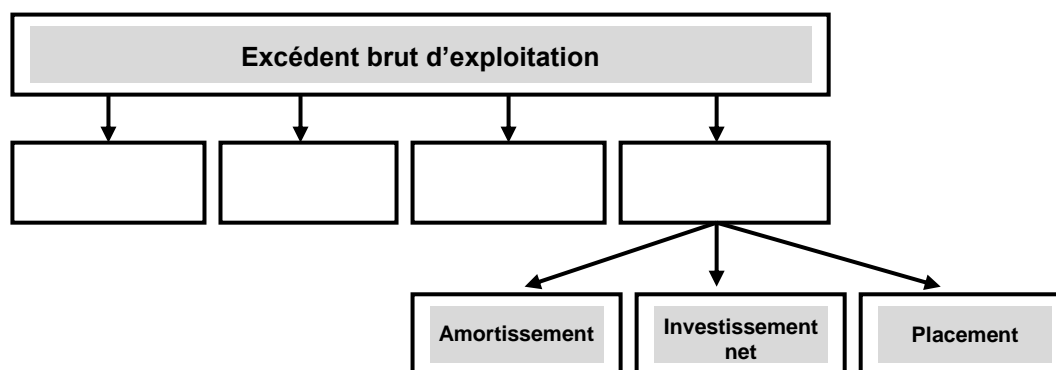 Excédent brut d’exploitation
Amortissement
Investissement
net
Placement